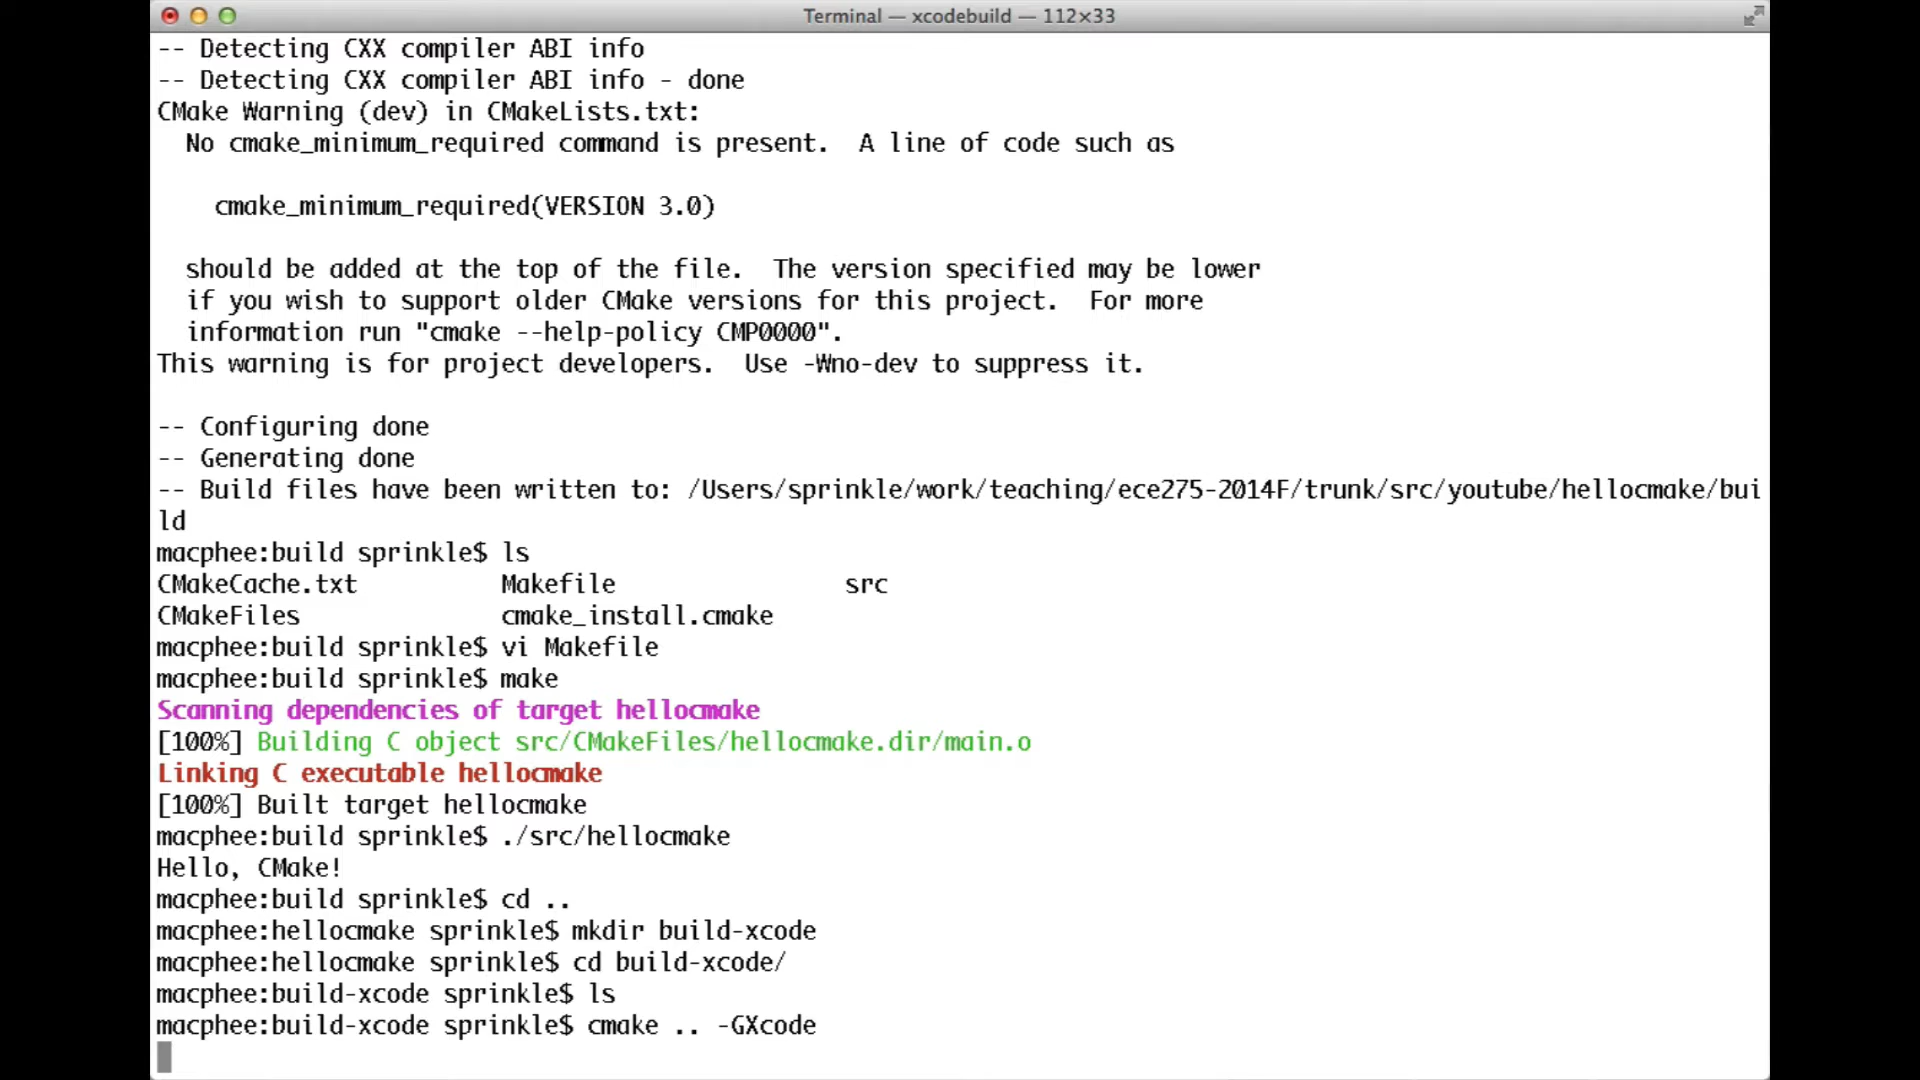 Terminal — xcodebuild — 112×33
-- Detecting CXX compiler ABI info
-- Detecting CXX compiler ABI info - done
CMake Warning (dev) in CMakeLists.txt:
  No cmake_minimum_required command is present.  A line of code such as

    cmake_minimum_required(VERSION 3.0)

  should be added at the top of the file.  The version specified may be lower
  if you wish to support older CMake versions for this project.  For more
  information run "cmake --help-policy CMP0000".
This warning is for project developers.  Use -Wno-dev to suppress it.

-- Configuring done
-- Generating done
-- Build files have been written to: /Users/sprinkle/work/teaching/ece275-2014F/trunk/src/youtube/hellocmake/bui
ld
macphee:build sprinkle$ ls
CMakeCache.txt          Makefile                src
CMakeFiles              cmake_install.cmake
macphee:build sprinkle$ vi Makefile
macphee:build sprinkle$ make
Scanning dependencies of target hellocmake
[100%] Building C object src/CMakeFiles/hellocmake.dir/main.o
Linking C executable hellocmake
[100%] Built target hellocmake
macphee:build sprinkle$ ./src/hellocmake
Hello, CMake!
macphee:build sprinkle$ cd ..
macphee:hellocmake sprinkle$ mkdir build-xcode
macphee:hellocmake sprinkle$ cd build-xcode/
macphee:build-xcode sprinkle$ ls
macphee:build-xcode sprinkle$ cmake .. -GXcode